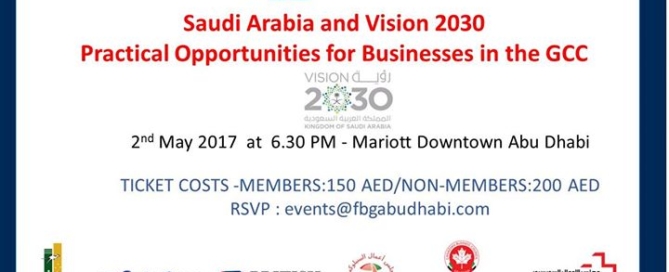 Saudi Arabia and Vision 2030
Practical Opportunities for Businesses in the GCC
VISION رؤيــة
2030
المملكة العربية السعودية
KINGDOM OF SAUDI ARABIA
2nd May 2017 at 6.30 PM - Mariott Downtown Abu Dhabi
TICKET COSTS -MEMBERS:150 AED/NON-MEMBERS:200 AED
RSVP : events@fbgabudhabi.com